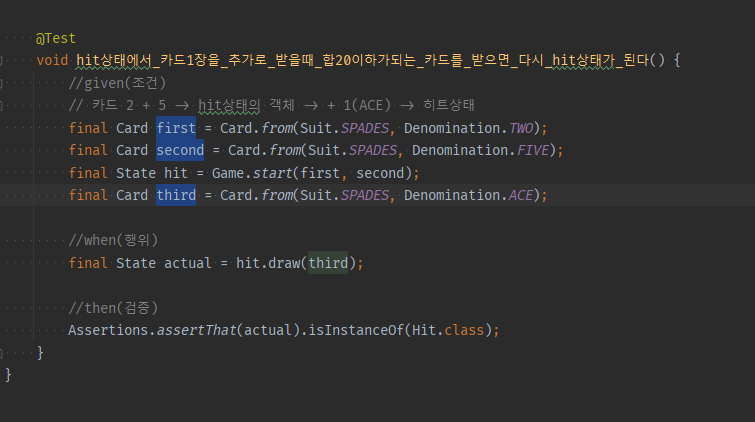 @Test
void hit상태에서_카드1장을_추가로_받을때_합20이하가되는_카드를_받으면_다시_hit상태가_된다() {
//given(조건)
// 카드 2 + 5 -> hit상태의 객체 -> + 1(ACE) -> 히트상태
final Card first = Card.from(Suit.SPADES, Denomination.TWO);
final Card second = Card.from(Suit.SPADES, Denomination.FIVE);
final State hit = Game.start(first, second);
final Card third = Card.from(Suit.SPADES, Denomination.ACE);
//when(행위)
final State actual = hit.draw(third);
//then(검증)
Assertions.assertThat(actual).isInstanceOf(Hit.class);
}
}